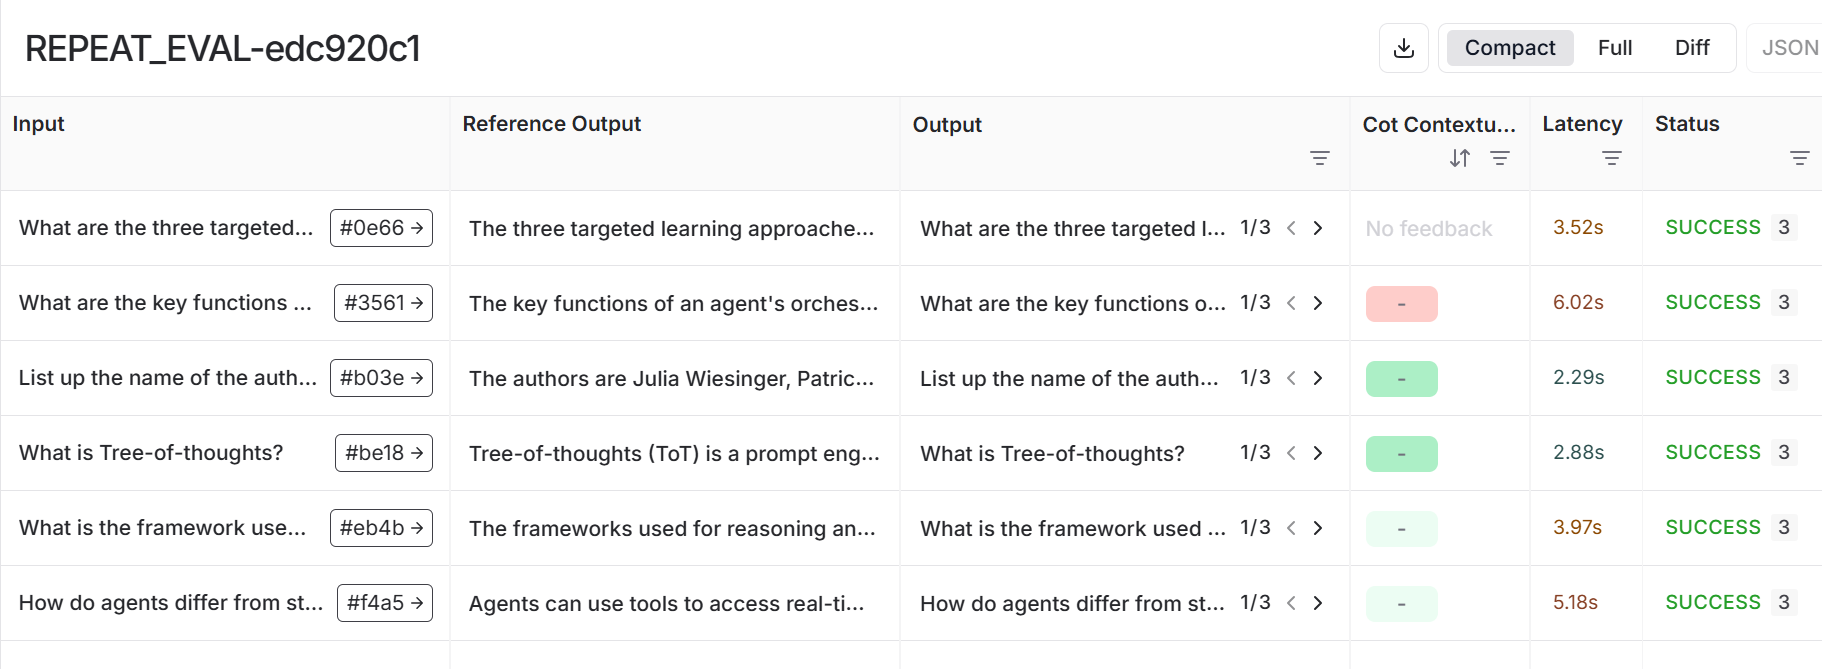 REPEAT_EVAL-edc920c1
Compact Full Diff JSON
Input Reference Output Output Cot Contextu... Latency Status
What are the three targeted... #0e66 → The three targeted learning approache... What are the three targeted l... 1/3 < > No feedback 3.52s SUCCESS 3
What are the key functions ... #3561 → The key functions of an agent's orches... What are the key functions o... 1/3 < > - 6.02s SUCCESS 3
List up the name of the auth... #b03e → The authors are Julia Wiesinger, Patric... List up the name of the auth... 1/3 < > - 2.29s SUCCESS 3
What is Tree-of-thoughts? #be18 → Tree-of-thoughts (ToT) is a prompt eng... What is Tree-of-thoughts? 1/3 < > - 2.88s SUCCESS 3
What is the framework use... #eb4b → The frameworks used for reasoning an... What is the framework used ... 1/3 < > - 3.97s SUCCESS 3
How do agents differ from st... #f4a5 → Agents can use tools to access real-ti... How do agents differ from st... 1/3 < > - 5.18s SUCCESS 3